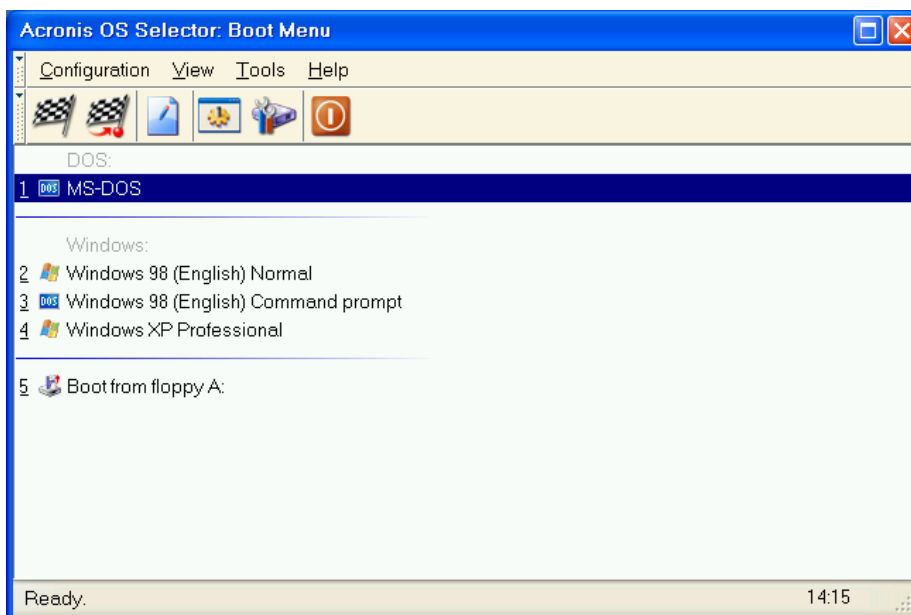 Acronis OS Selector: Boot Menu
Configuration View Tools Help
DOS:
1 DOS MS-DOS
Windows:
2 Windows 98 (English) Normal
3 DOS Windows 98 (English) Command prompt
4 Windows XP Professional
5 Boot from floppy A:
Ready. 14:15